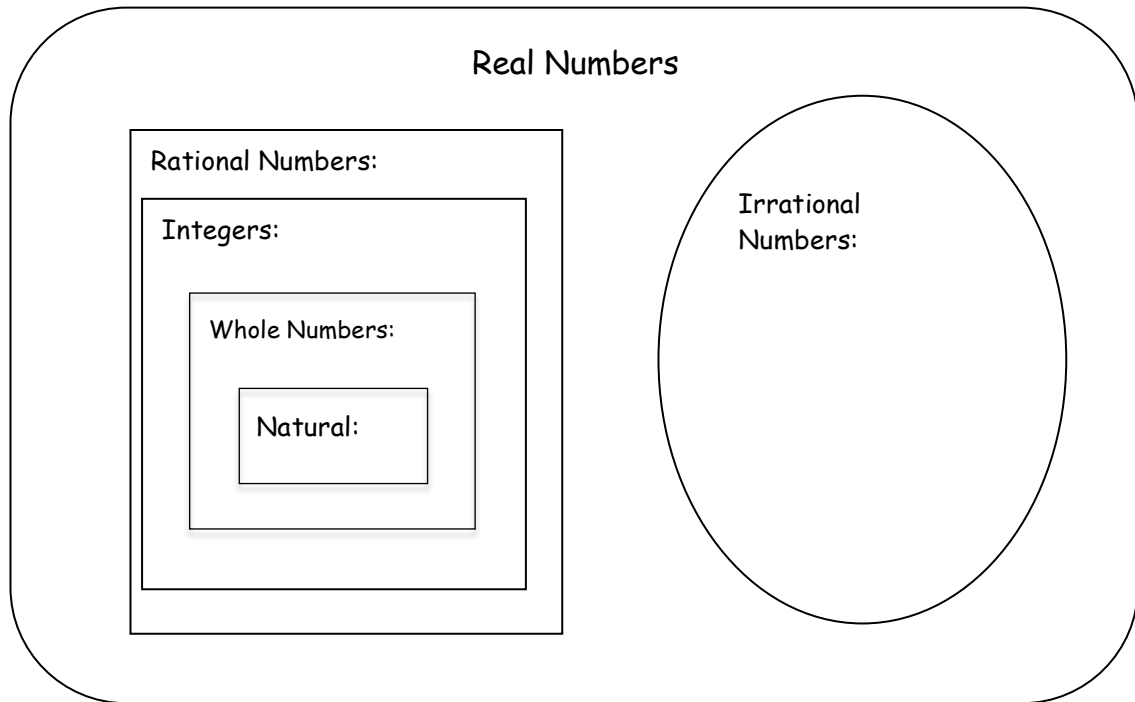 Real Numbers
Rational Numbers:
Integers:
Whole Numbers:
Natural:
Irrational
Numbers: